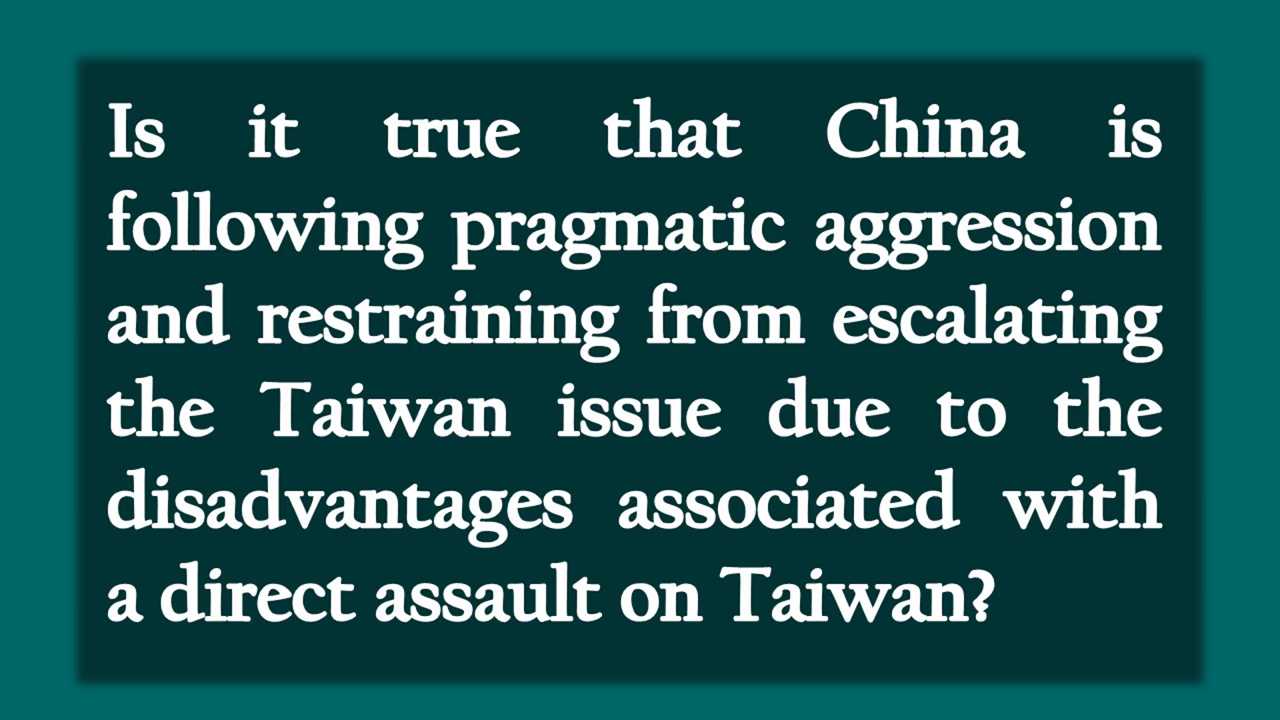 Is it true that China is
following pragmatic aggression
and restraining from escalating
the Taiwan issue due to the
disadvantages associated with
a direct assault on Taiwan?